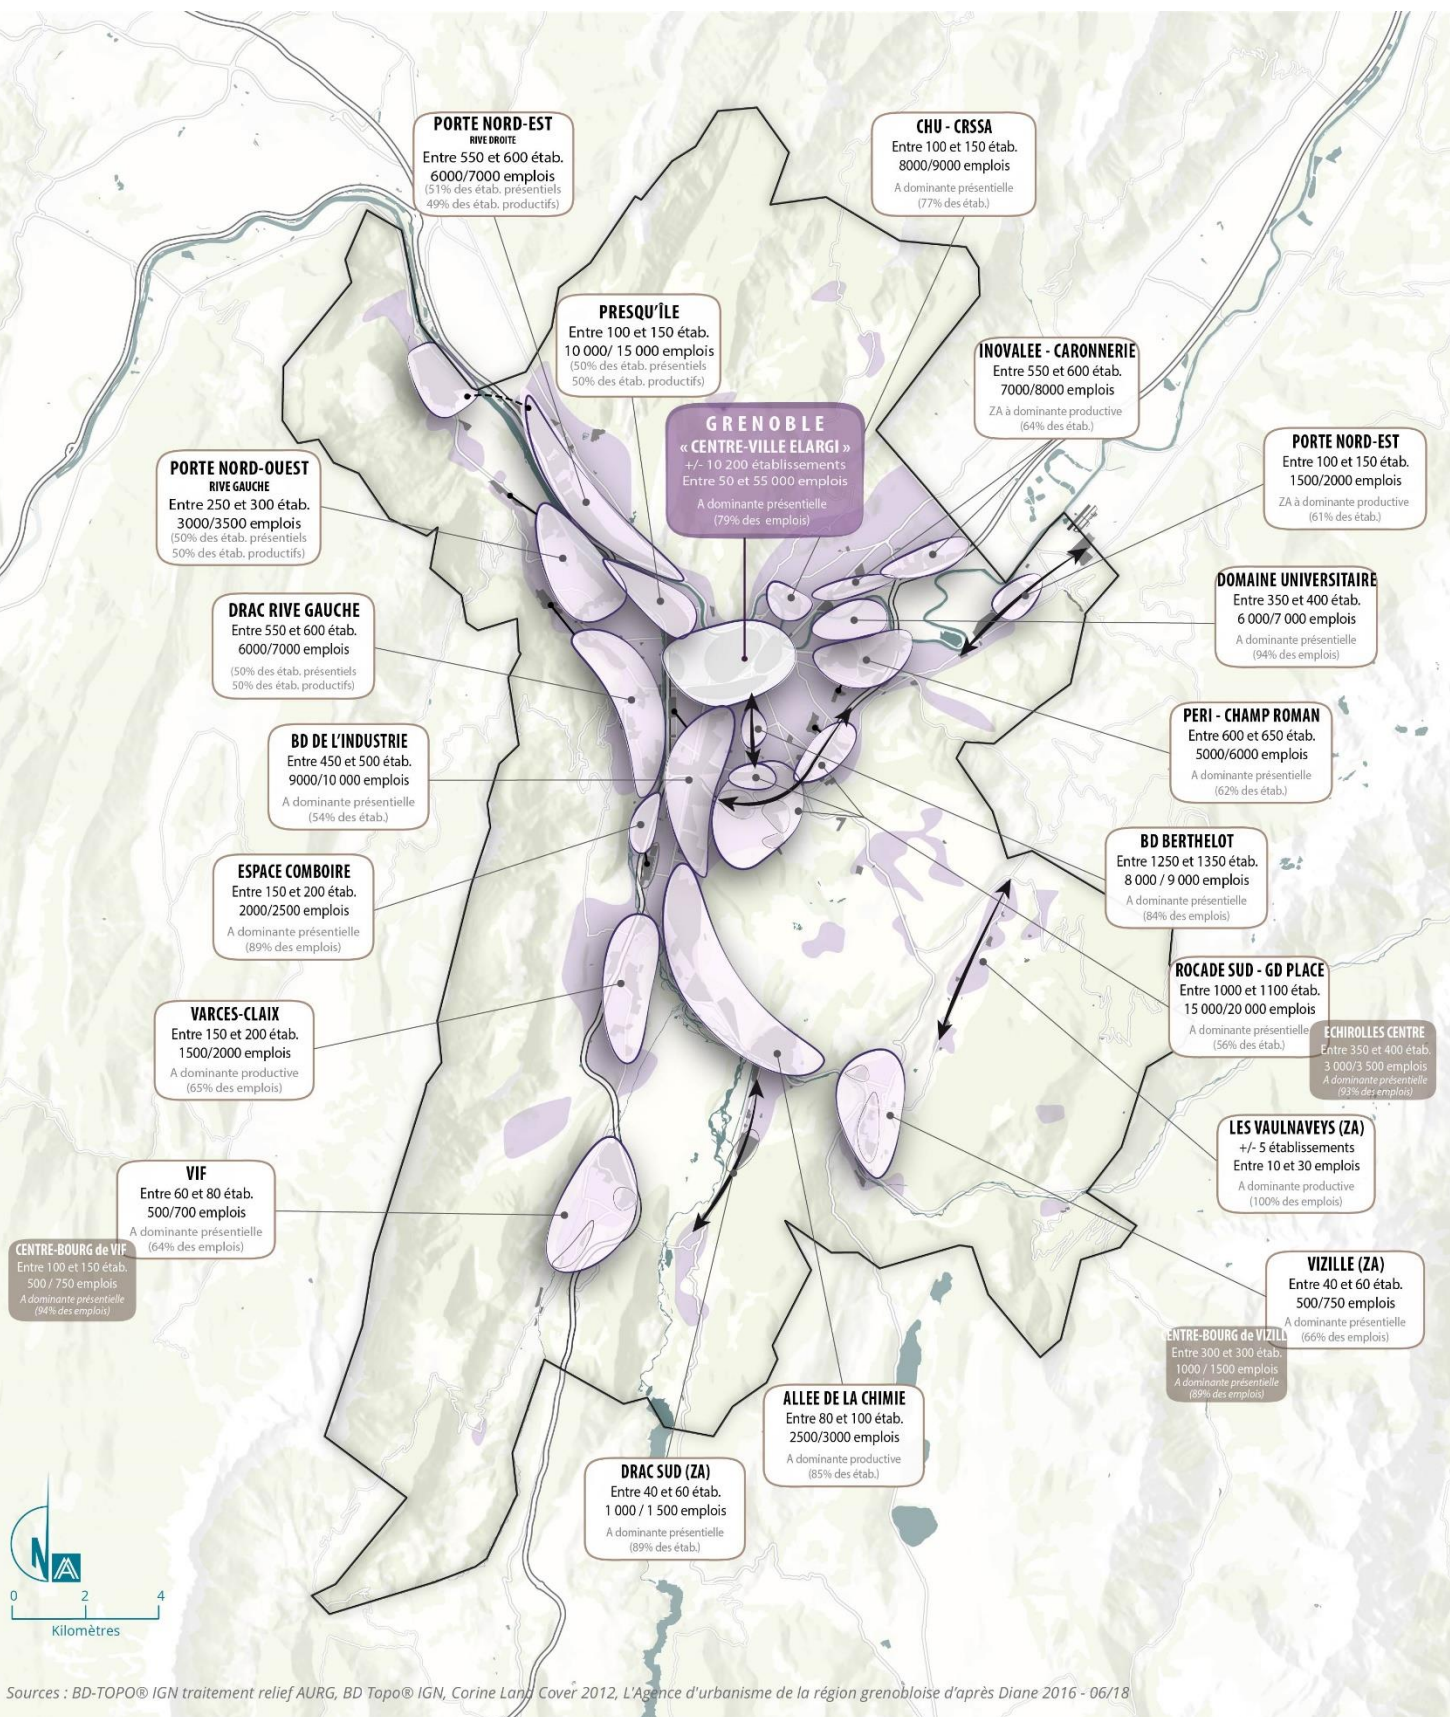 PORTE NORD-EST
RIVE DROITE
Entre 550 et 600 étab.
6000/7000 emplois
(51% des étab. présentiels
49% des étab. productifs)
CHU - CRSSA
Entre 100 et 150 étab.
8000/9000 emplois
A dominante présentielle
(77% des étab.)
PRESQU'ÎLE
Entre 100 et 150 étab.
10 000/ 15 000 emplois
(50% des étab. présentiels
50% des étab. productifs)
INOVALEE - CARONNERIE
Entre 550 et 600 étab.
7000/8000 emplois
ZA à dominante productive
(64% des étab.)
GRENOBLE
« CENTRE-VILLE ELARGI »
+/- 10 200 établissements
Entre 50 et 55 000 emplois
A dominante présentielle
(79% des emplois)
PORTE NORD-EST
Entre 100 et 150 étab.
1500/2000 emplois
ZA à dominante productive
(61% des étab.)
PORTE NORD-OUEST
RIVE GAUCHE
Entre 250 et 300 étab.
3000/3500 emplois
(50% des étab. présentiels
50% des étab. productifs)
DOMAINE UNIVERSITAIRE
Entre 350 et 400 étab.
6 000/7 000 emplois
A dominante présentielle
(94% des emplois)
DRAC RIVE GAUCHE
Entre 550 et 600 étab.
6000/7000 emplois
(50% des étab. présentiels
50% des étab. productifs)
PERI - CHAMP ROMAN
Entre 600 et 650 étab.
5000/6000 emplois
A dominante présentielle
(62% des étab.)
BD DE L'INDUSTRIE
Entre 450 et 500 étab.
9000/10 000 emplois
A dominante présentielle
(54% des étab.)
BD BERTHELOT
Entre 1250 et 1350 étab.
8 000 / 9 000 emplois
A dominante présentielle
(84% des emplois)
ESPACE COMBOIRE
Entre 150 et 200 étab.
2000/2500 emplois
A dominante présentielle
(89% des emplois)
ROCADE SUD - GD PLACE
Entre 1000 et 1100 étab.
15 000/20 000 emplois
A dominante présentielle
(56% des étab.)
ECHIROLLES CENTRE
Entre 350 et 400 étab.
3 000/3 500 emplois
A dominante présentielle
(93% des emplois)
VARCES-CLAIX
Entre 150 et 200 étab.
1500/2000 emplois
A dominante productive
(65% des emplois)
LES VAULNAVEYS (ZA)
+/- 5 établissements
Entre 10 et 30 emplois
A dominante productive
(100% des emplois)
VIF
Entre 60 et 80 étab.
500/700 emplois
A dominante présentielle
(64% des emplois)
CENTRE-BOURG de VIF
Entre 100 et 150 étab.
500 / 750 emplois
A dominante présentielle
(94% des emplois)
VIZILLE (ZA)
Entre 40 et 60 étab.
500/750 emplois
A dominante présentielle
(66% des emplois)
ENTRE-BOURG de VIZILL
Entre 300 et 300 étab.
1000 / 1500 emplois
A dominante présentielle
(89% des emplois)
ALLEE DE LA CHIMIE
Entre 80 et 100 étab.
2500/3000 emplois
A dominante productive
(85% des étab.)
DRAC SUD (ZA)
Entre 40 et 60 étab.
1 000 / 1 500 emplois
A dominante présentielle
(89% des étab.)
N
0 2 4
Kilomètres
Sources : BD-TOPO® IGN traitement relief AURG, BD Topo® IGN, Corine Land Cover 2012, L'Agence d'urbanisme de la région grenobloise d'après Diane 2016 - 06/18